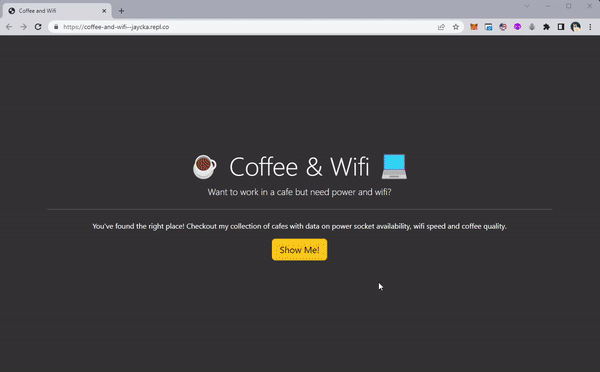 Coffee and Wifi
https://coffee-and-wifi--jaycka.repl.co
Coffee & Wifi
Want to work in a cafe but need power and wifi?
You've found the right place! Checkout my collection of cafes with data on power socket availability, wifi speed and coffee quality.
Show Me!